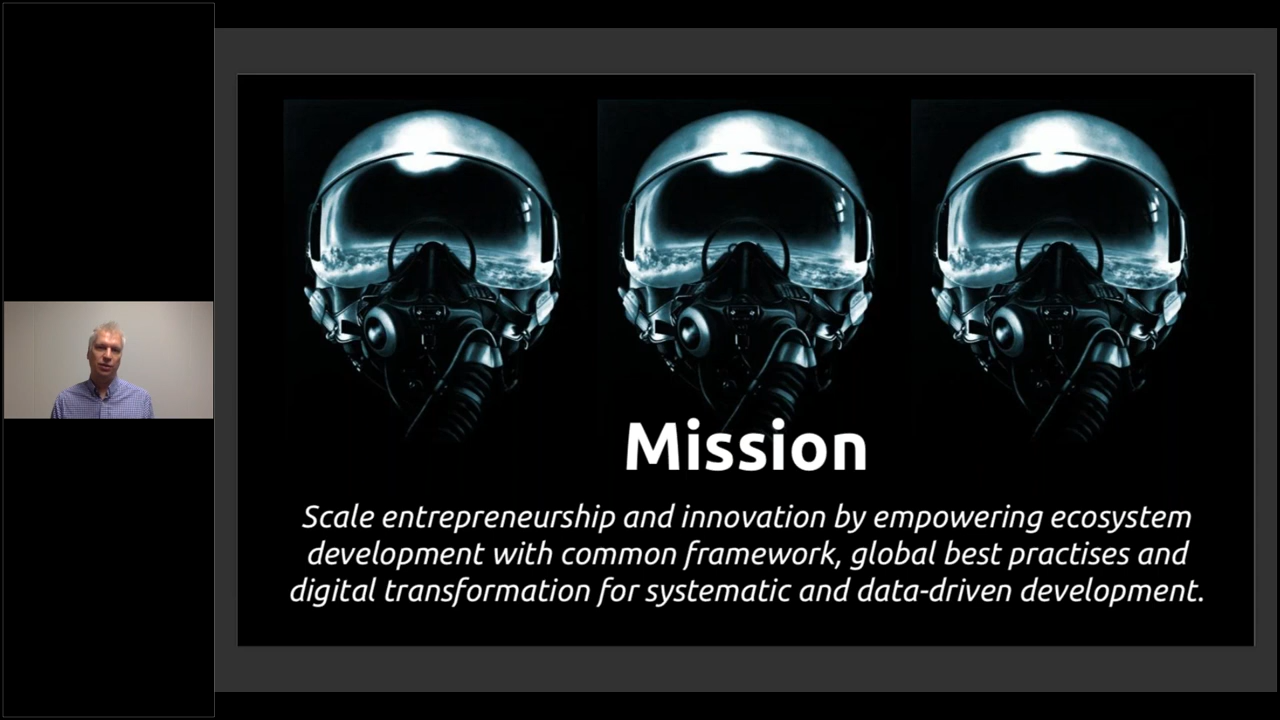 Mission
Scale entrepreneurship and innovation by empowering ecosystem
development with common framework, global best practises and
digital transformation for systematic and data-driven development.